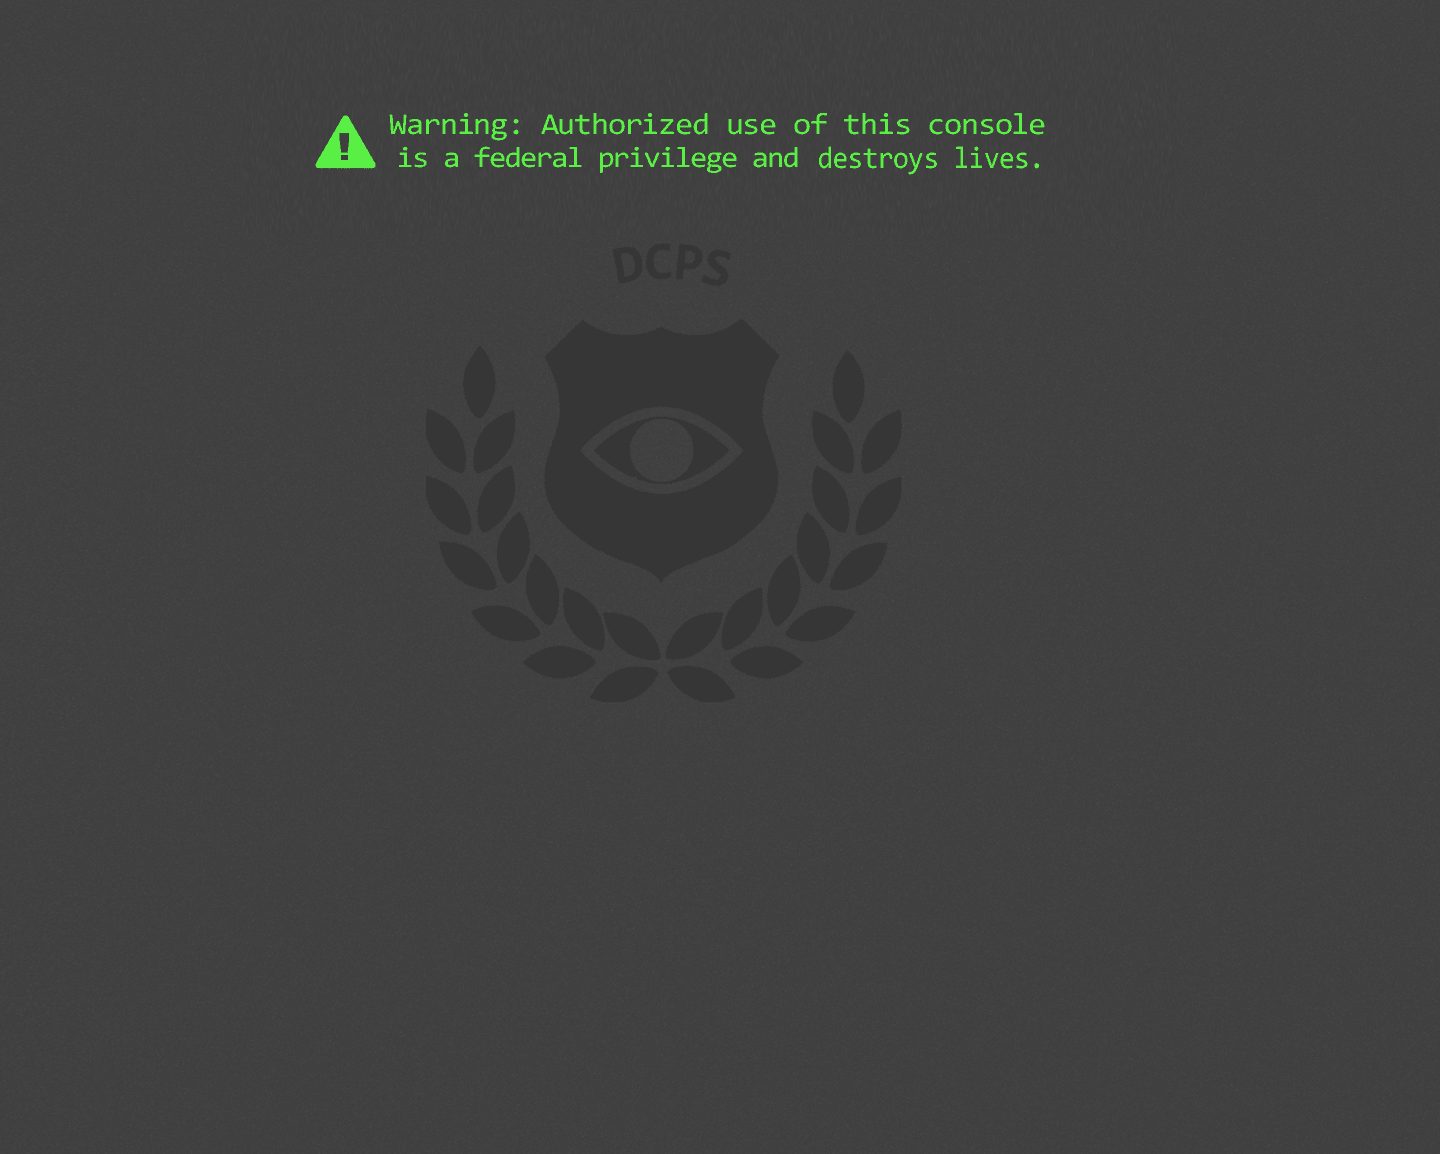 Warning: Authorized use of this console
is a federal privilege and destroys lives.
DCPS